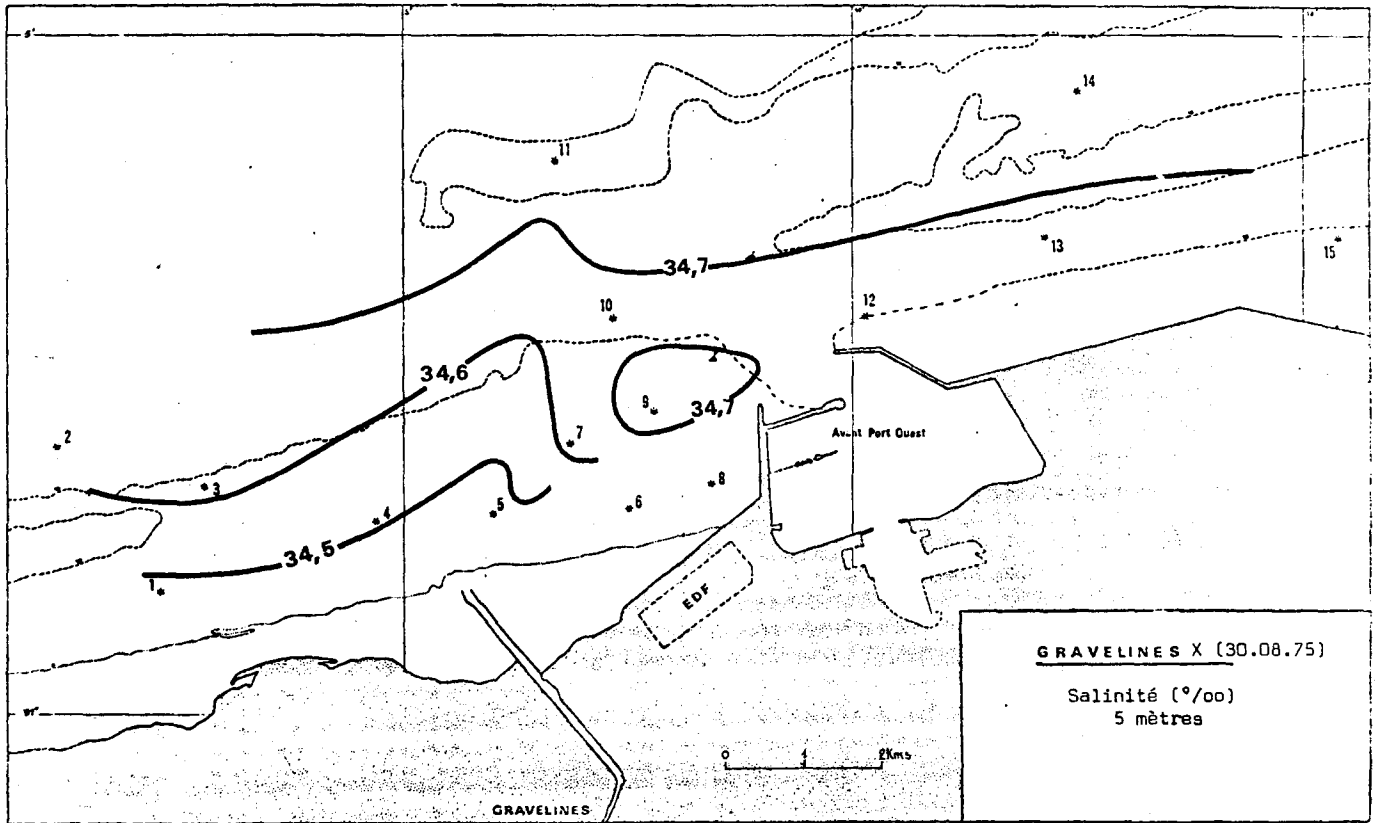 14
11
34,7
13
15
10
12
34,6
9
34,7
2
7
Avant Port Ouest
3
8
4
5
6
34,5
1
EDF
GRAVELINES X (30.08.75)
Salinité (°/oo)
5 mètres
0 1 2Kms
GRAVELINES